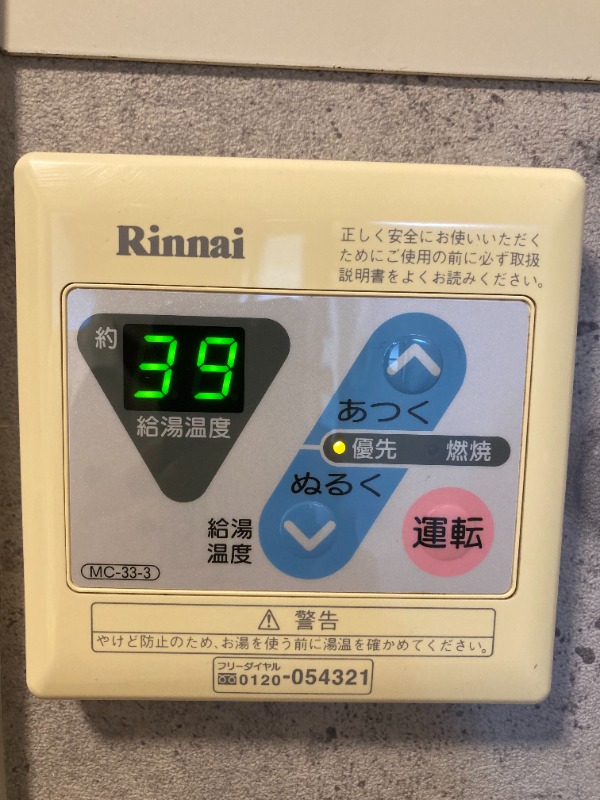 Rinnai
正しく安全にお使いいただく
ためにご使用の前に必ず取扱
説明書をよくお読みください。
約
39
給湯温度
あつく
優先 燃焼
ぬるく
給湯
温度
運転
MC-33-3
⚠ 警告
やけど防止のため、お湯を使う前に湯温を確かめてください。
フリーダイヤル
0120-054321